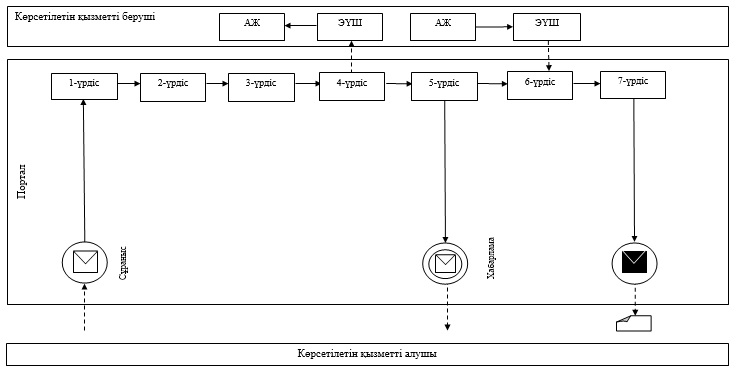 Көрсетілетін қызметті беруші
АЖ
ЭҮШ
АЖ
ЭҮШ
1-үрдіс
2-үрдіс
3-үрдіс
4-үрдіс
5-үрдіс
6-үрдіс
7-үрдіс
Портал
Сұраныс
Хабарлама
Көрсетілетін қызметті алушы